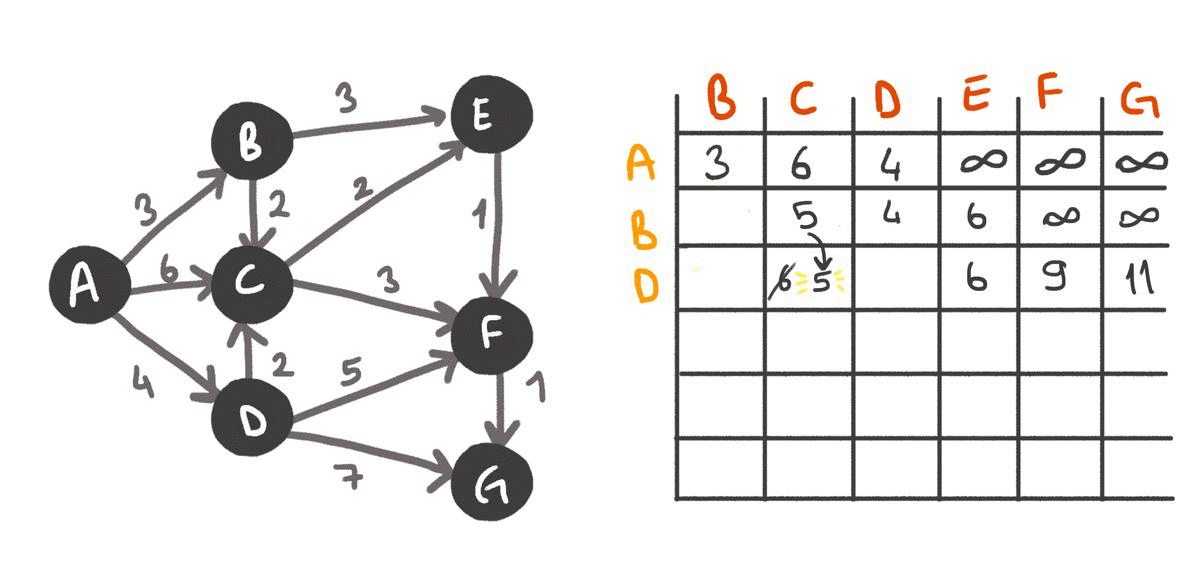 B 3 E
A 3 2 2 1
6 C 3
4 2 5 F 1
D 7 G
B C D E F G
A 3 6 4 ∞ ∞ ∞
B 5 4 6 ∞ ∞
D 6 5 6 9 11